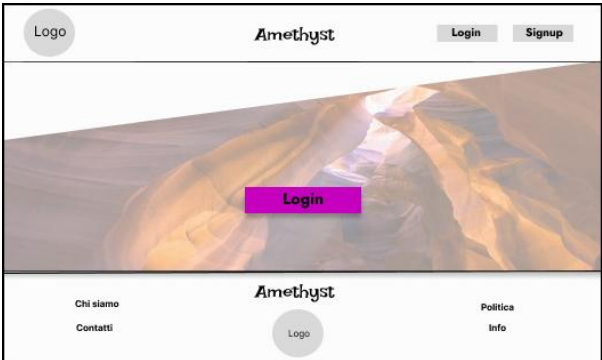 Logo
Amethyst
Login
Signup
Login
Amethyst
Chi siamo
Contatti
Logo
Politica
Info